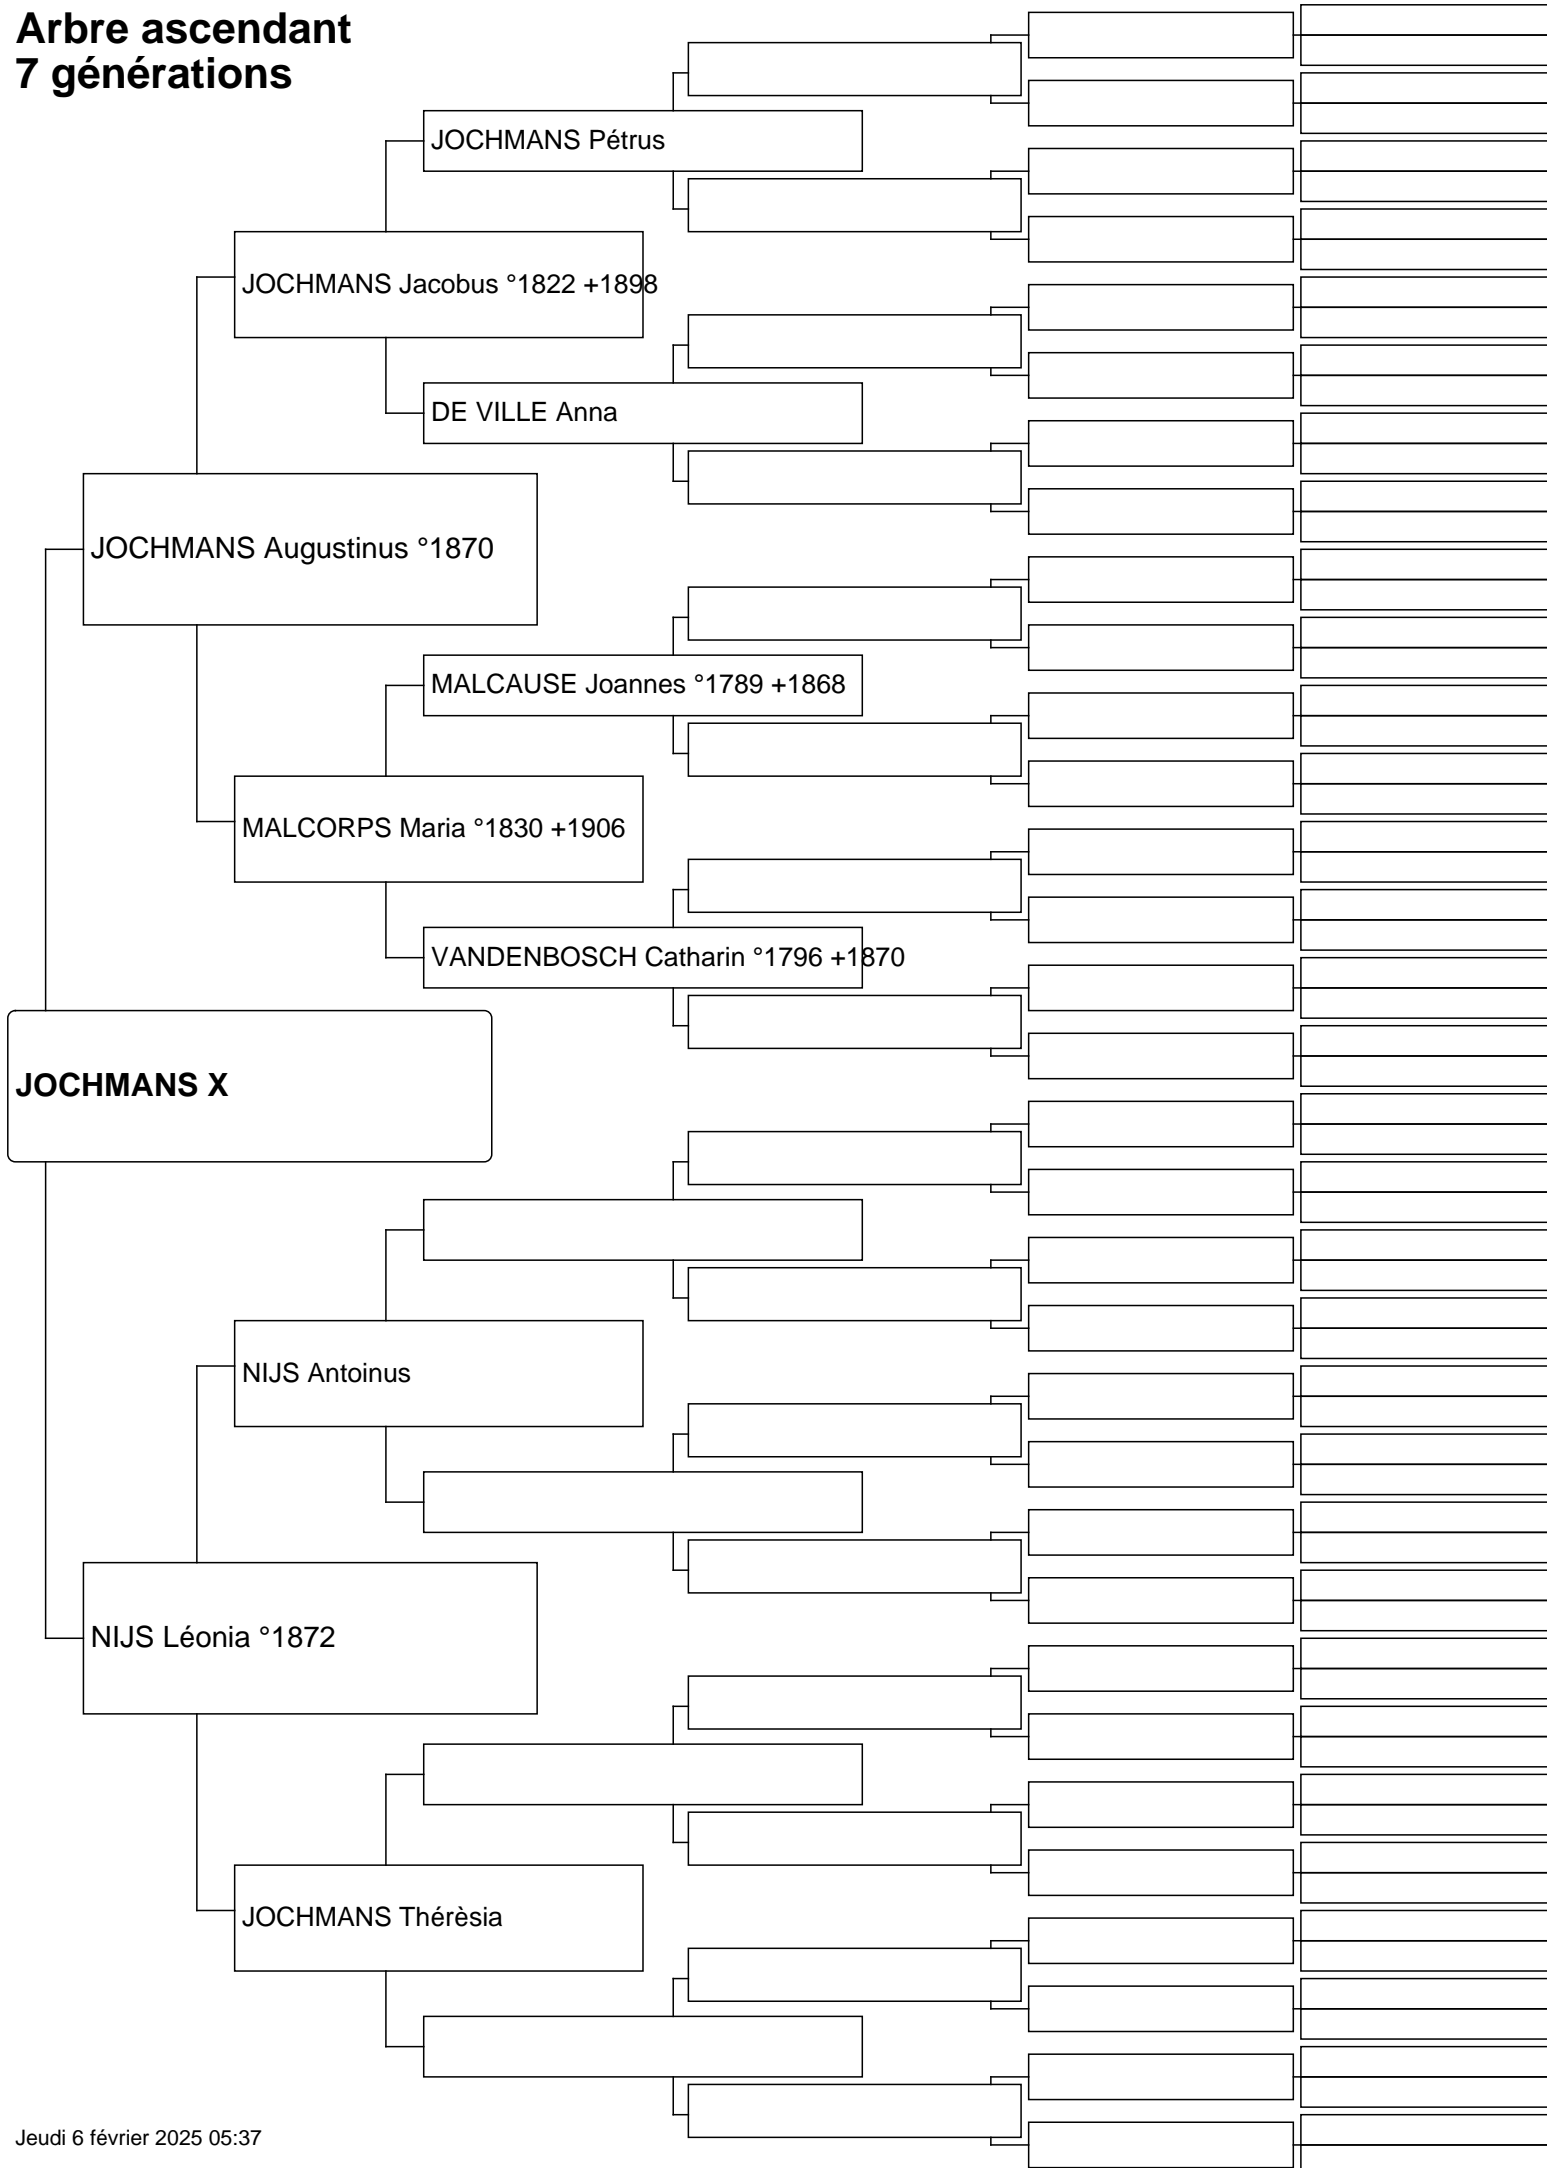 Arbre ascendant
7 générations
JOCHMANS Pétrus
JOCHMANS Jacobus °1822 +1898
DE VILLE Anna
JOCHMANS Augustinus °1870
MALCAUSE Joannes °1789 +1868
MALCORPS Maria °1830 +1906
VANDENBOSCH Catharin °1796 +1870
JOCHMANS X
NIJS Antoinus
NIJS Léonia °1872
JOCHMANS Thérèsia
Jeudi 6 février 2025 05:37